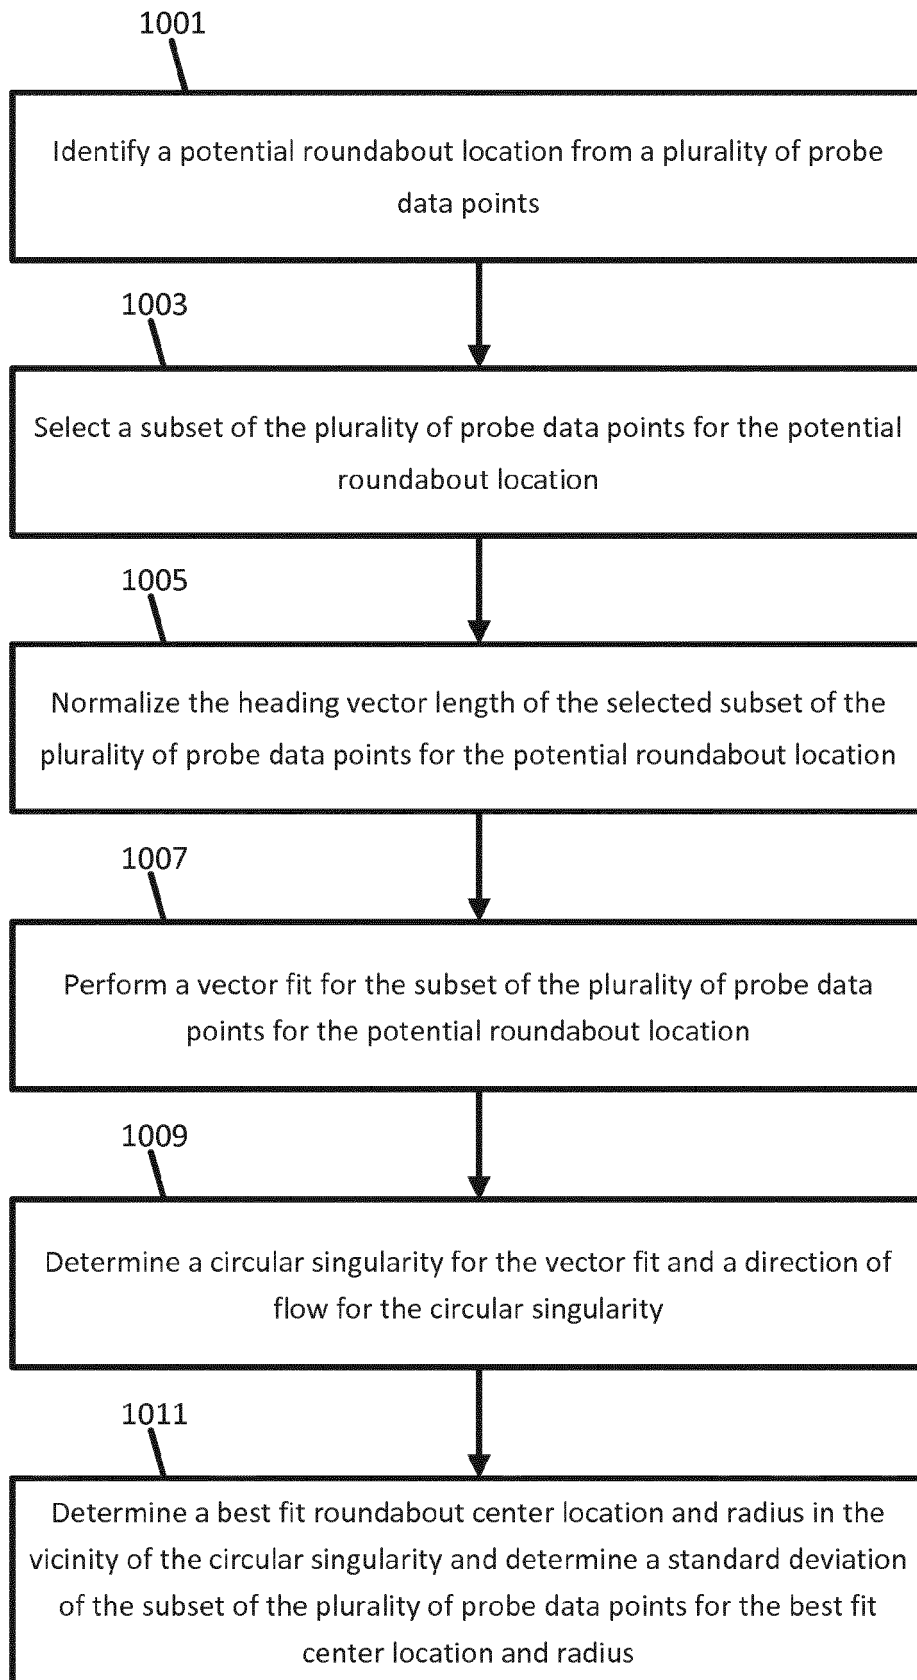 1001
Identify a potential roundabout location from a plurality of probe
data points
1003
Select a subset of the plurality of probe data points for the potential
roundabout location
1005
Normalize the heading vector length of the selected subset of the
plurality of probe data points for the potential roundabout location
1007
Perform a vector fit for the subset of the plurality of probe data
points for the potential roundabout location
1009
Determine a circular singularity for the vector fit and a direction of
flow for the circular singularity
1011
Determine a best fit roundabout center location and radius in the
vicinity of the circular singularity and determine a standard deviation
of the subset of the plurality of probe data points for the best fit
center location and radius